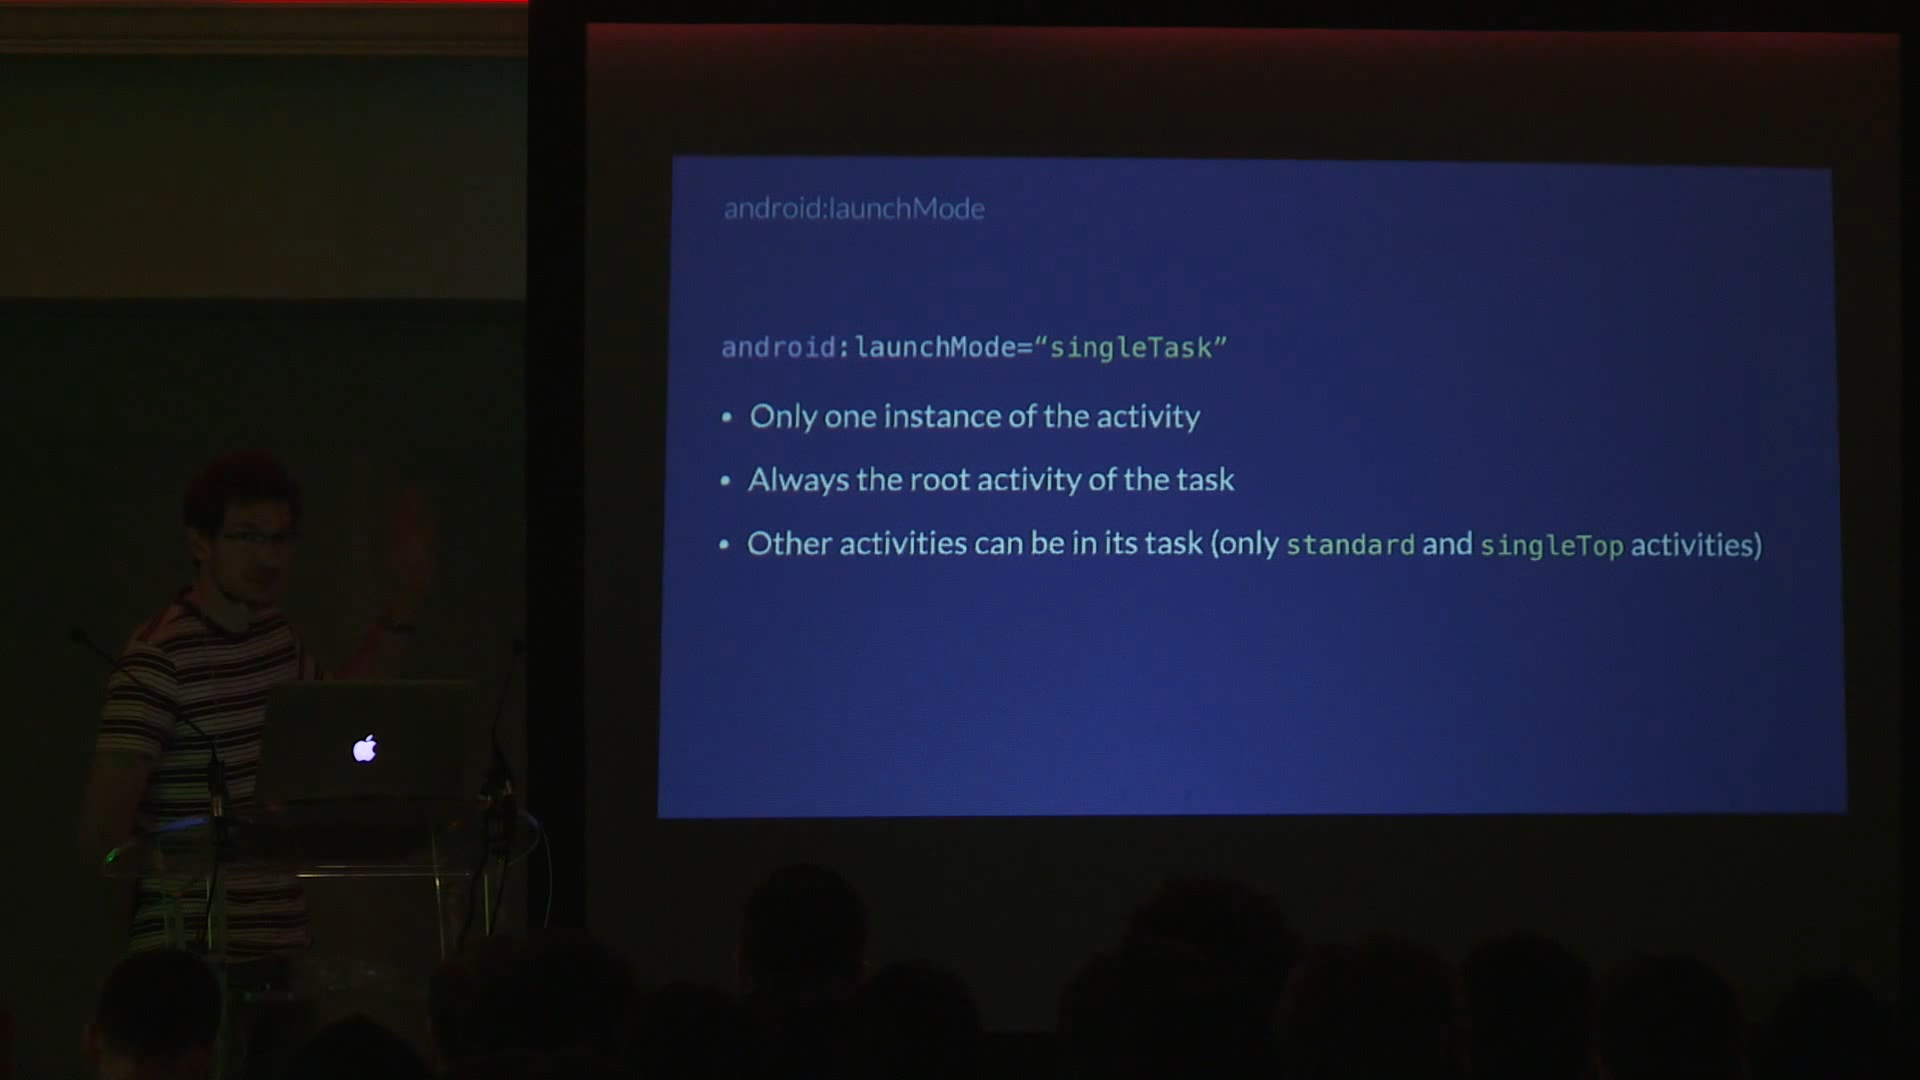 android:launchMode
android:launchMode=“singleTask”
• Only one instance of the activity
• Always the root activity of the task
• Other activities can be in its task (only standard and singleTop activities)